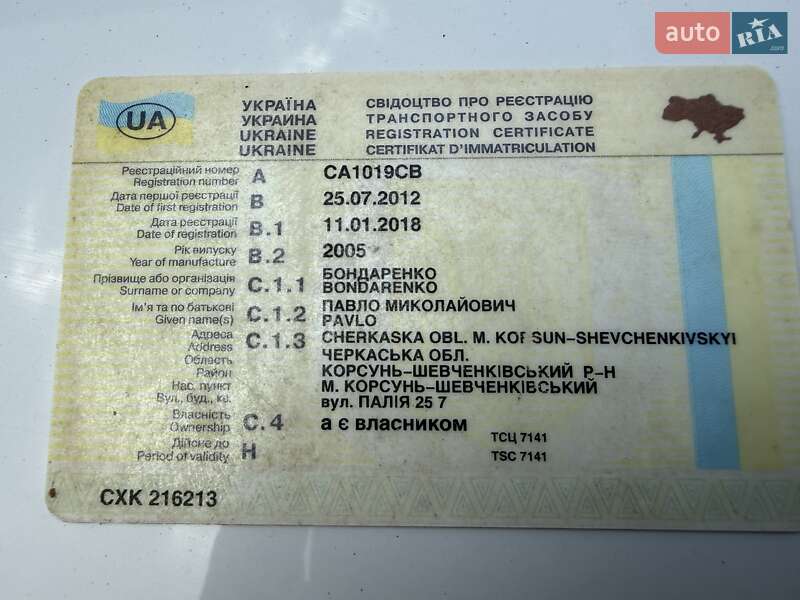 auto RIA.com
UA
УКРАЇНА
УКРАИНА
UKRAINE
UKRAINE
СВІДОЦТВО ПРО РЕЄСТРАЦІЮ
ТРАНСПОРТНОГО ЗАСОБУ
REGISTRATION CERTIFICATE
CERTIFIKAT D'IMMATRICULATION
Реєстраційний номер
Registration number A CA1019CB
Дата першої реєстрації
Date of first registration B 25.07.2012
Дата реєстрації
Date of registration B.1 11.01.2018
Рік випуску
Year of manufacture B.2 2005
Прізвище або організація
Surname or company C.1.1 БОНДАРЕНКО
BONDARENKO
Ім'я та по батькові
Given name(s) C.1.2 ПАВЛО МИКОЛАЙОВИЧ
PAVLO
Адреса
Address C.1.3 CHERKASKA OBL. M. KORSUN-SHEVCHENKIVSKYI
Область ЧЕРКАСЬКА ОБЛ.
Район КОРСУНЬ-ШЕВЧЕНКІВСЬКИЙ Р-Н
Нас. пункт М. КОРСУНЬ-ШЕВЧЕНКІВСЬКИЙ
Вул., буд., кв. вул. ПАЛІЯ 25 7
Власність
Ownership C.4 а є власником
Дійсне до
Period of validity H
ТСЦ 7141
TSC 7141
СХК 216213